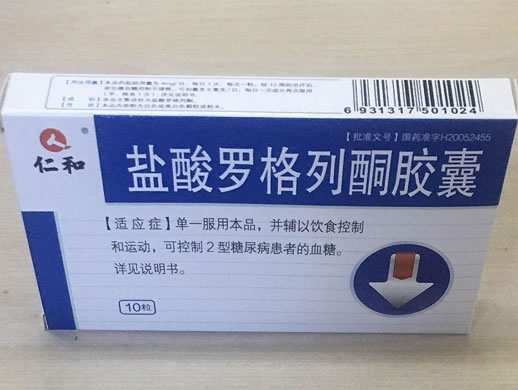 6 931317 501024
【批准文号】国药准字H20052455
仁和
盐酸罗格列酮胶囊
【适应症】单一服用本品，并辅以饮食控制
和运动，可控制2型糖尿病患者的血糖。
详见说明书。
10粒